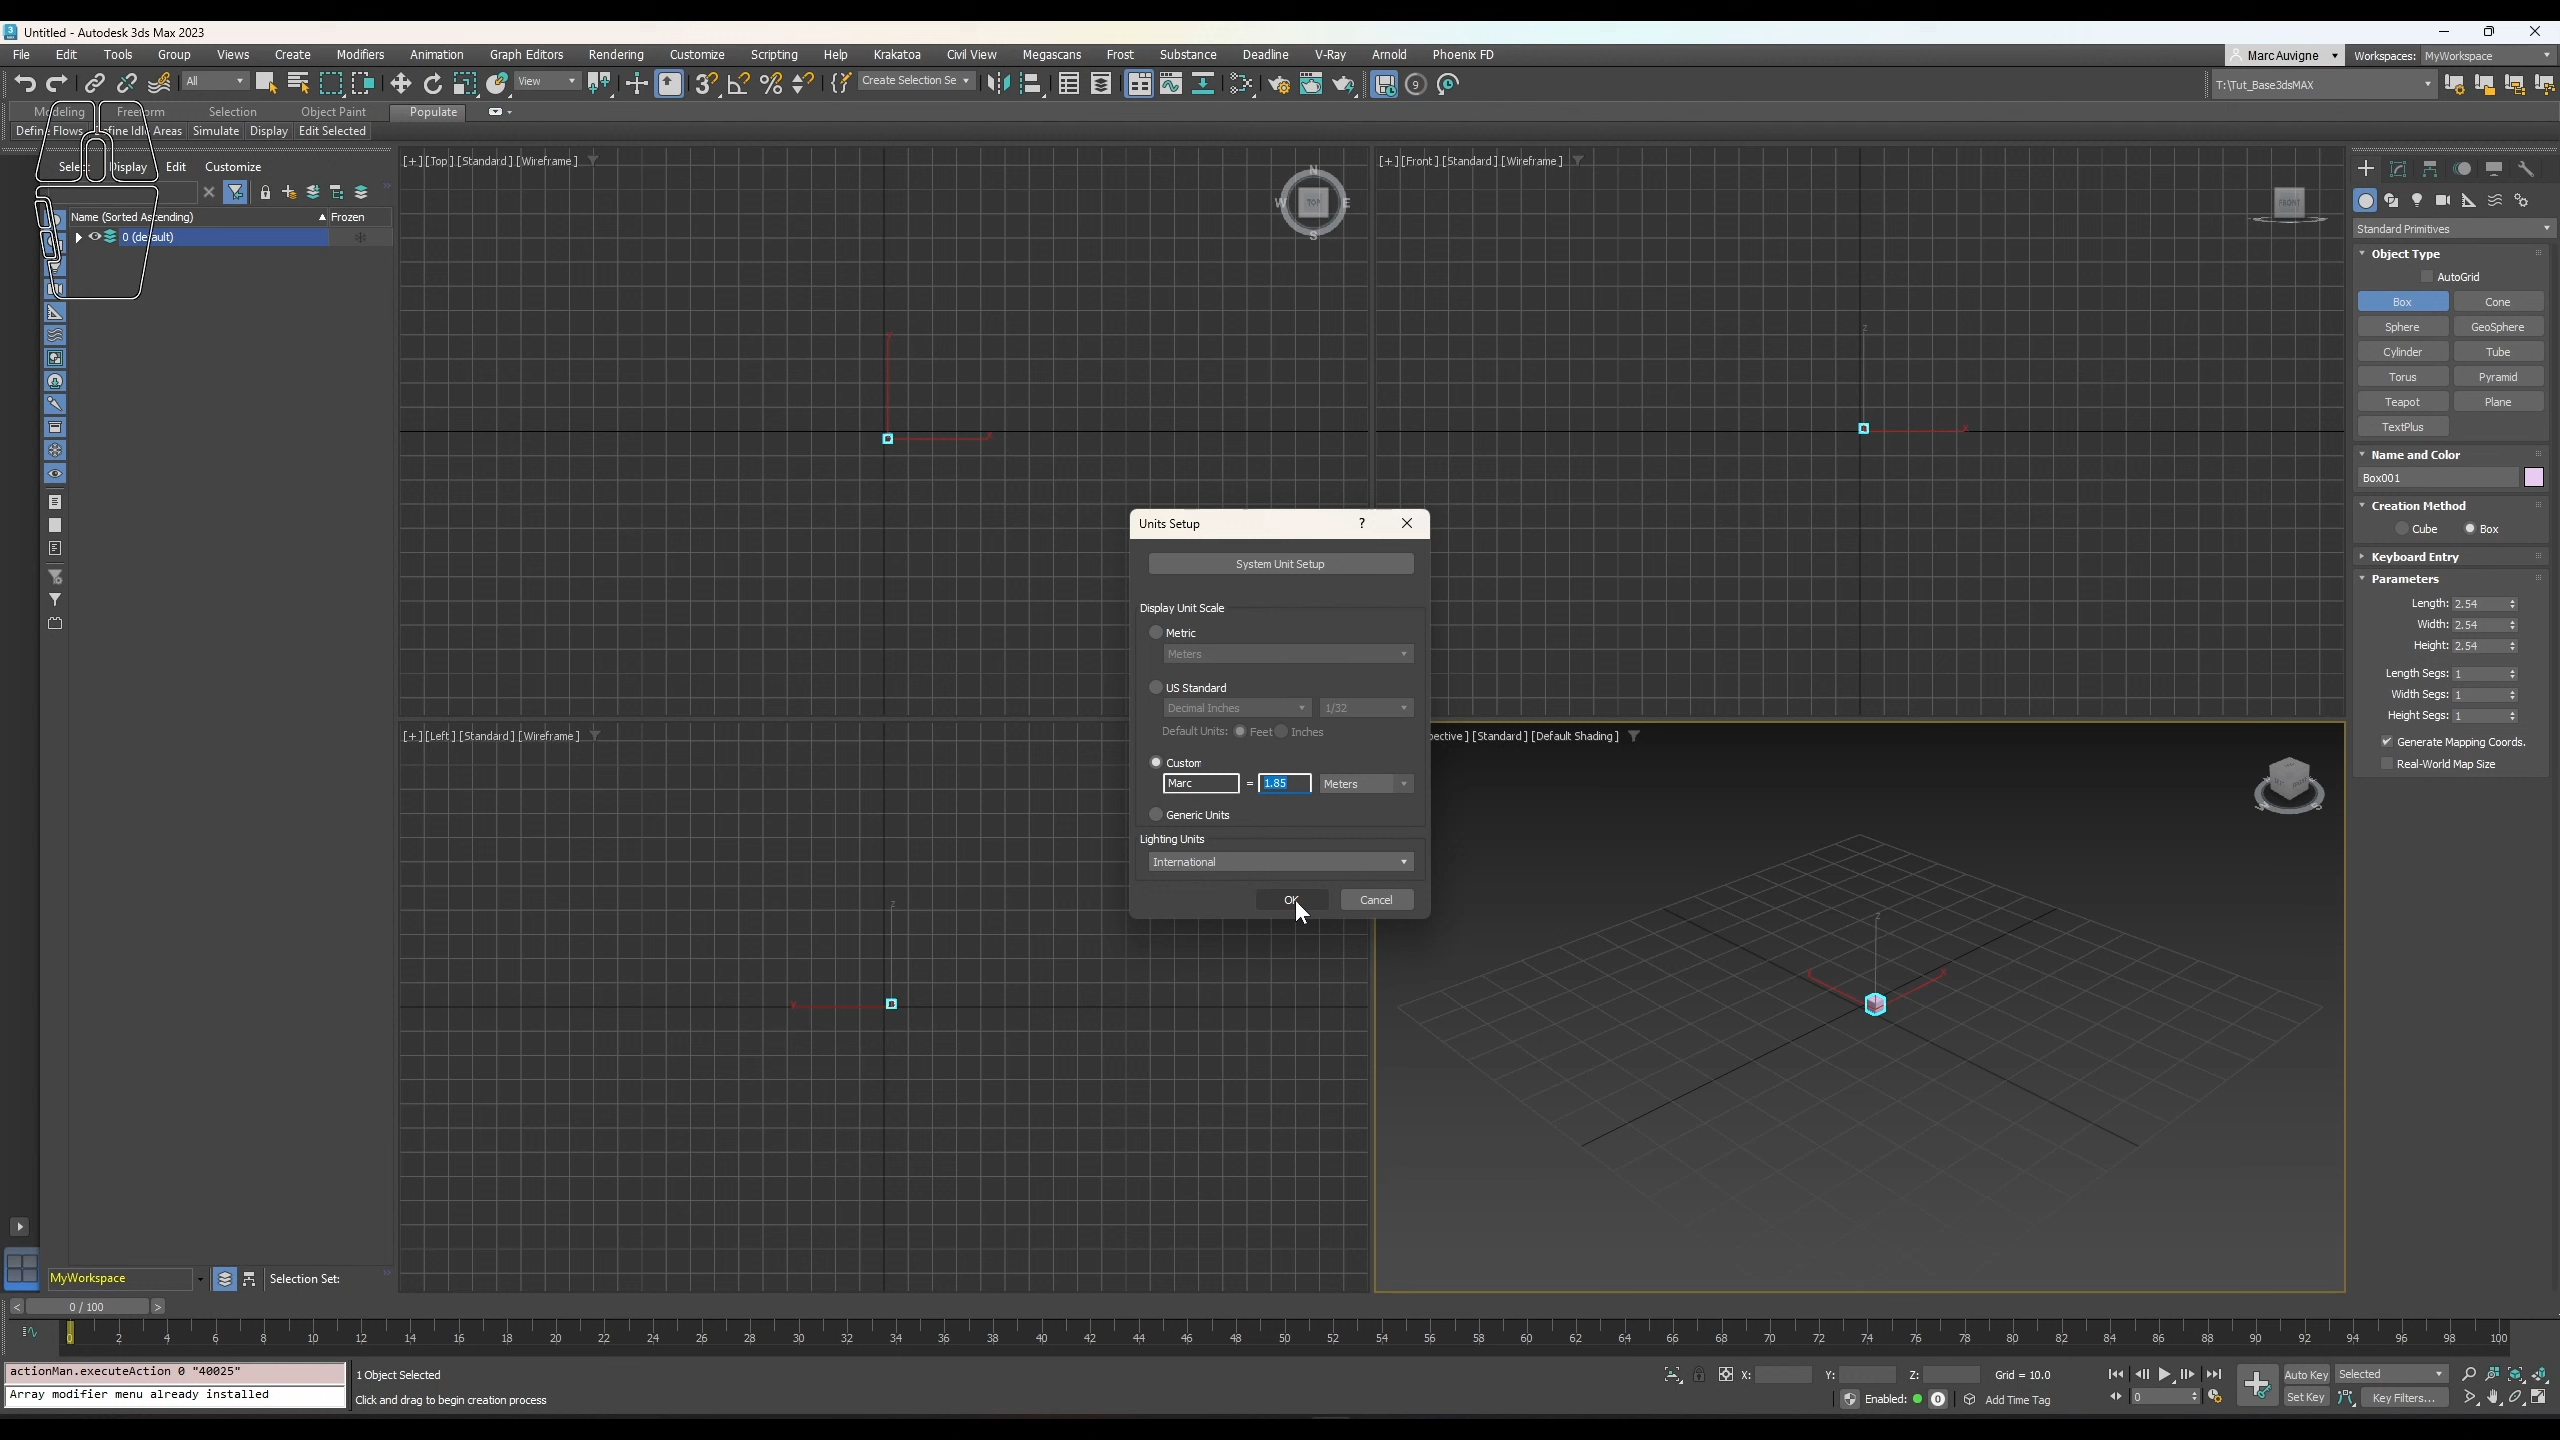 3 Untitled - Autodesk 3ds Max 2023
File Edit Tools Group Views Create Modifiers Animation Graph Editors Rendering Customize Scripting Help Krakatoa Civil View Megascans Frost Substance Deadline V-Ray Arnold Phoenix FD Marc Auvigne Workspaces: MyWorkspace
All View Create Selection Se 9 T:\Tut_Base3dsMAX
Modeling Freeform Selection Object Paint Populate
Define Flows Define Idle Areas Simulate Display Edit Selected
Select Display Edit Customize
Name (Sorted Ascending) Frozen
0 (default)
[+] [Top] [Standard] [Wireframe]
N
W TOP E
S
[+] [Front] [Standard] [Wireframe]
FRONT
z
[+] [Left] [Standard] [Wireframe]
z
pective] [Standard] [Default Shading]
z
Units Setup ?
System Unit Setup
Display Unit Scale
Metric
Meters
US Standard
Decimal Inches 1/32
Default Units: Feet Inches
Custom
Marc = 1.85 Meters
Generic Units
Lighting Units
International
OK Cancel
Standard Primitives
Object Type
AutoGrid
Box Cone
Sphere GeoSphere
Cylinder Tube
Torus Pyramid
Teapot Plane
TextPlus
Name and Color
Box001
Creation Method
Cube Box
Keyboard Entry
Parameters
Length: 2.54
Width: 2.54
Height: 2.54
Length Segs: 1
Width Segs: 1
Height Segs: 1
Generate Mapping Coords.
Real-World Map Size
MyWorkspace Selection Set:
< 0 / 100 >
0 2 4 6 8 10 12 14 16 18 20 22 24 26 28 30 32 34 36 38 40 42 44 46 48 50 52 54 56 58 60 62 64 66 68 70 72 74 76 78 80 82 84 86 88 90 92 94 96 98 100
actionMan.executeAction 0 "40025"
Array modifier menu already installed
1 Object Selected
Click and drag to begin creation process
X: Y: Z: Grid = 10.0
Enabled: 0 Add Time Tag
0
Auto Key Selected
Set Key Key Filters...